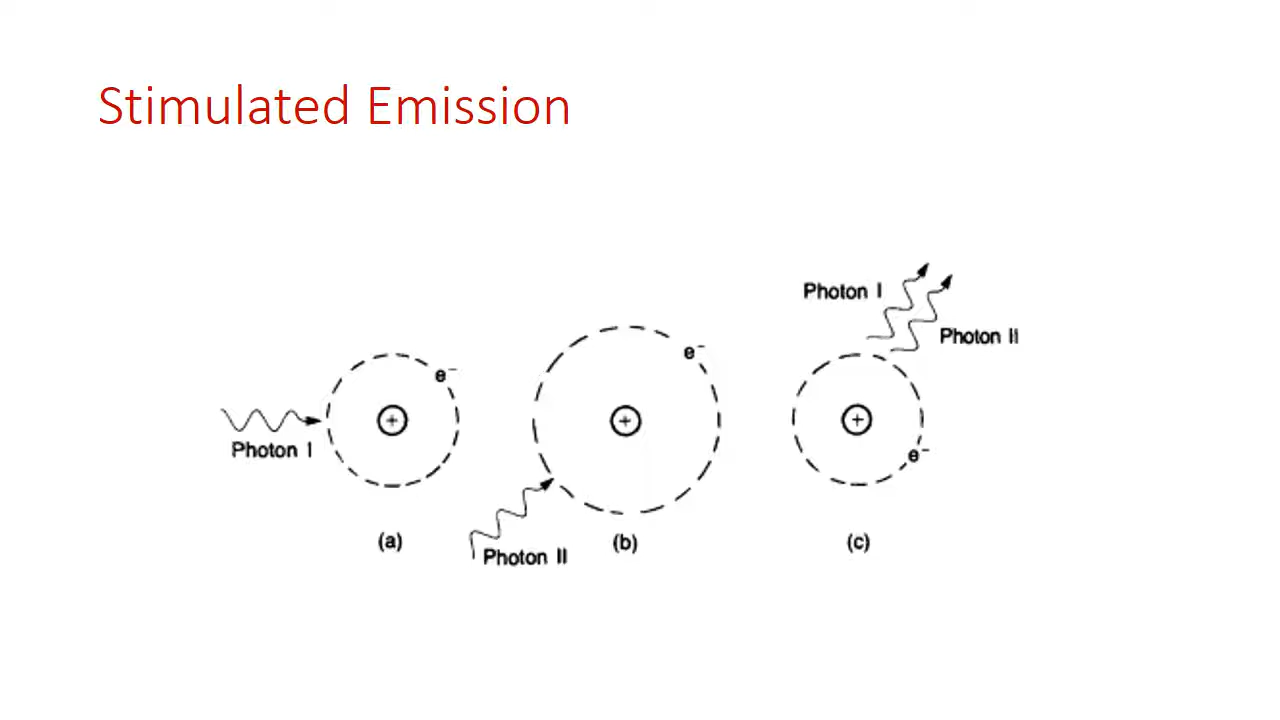 Stimulated Emission
Photon I
Photon II
e⁻
e⁻
+
+
+
Photon I
e⁻
Photon II
(a)
(b)
(c)